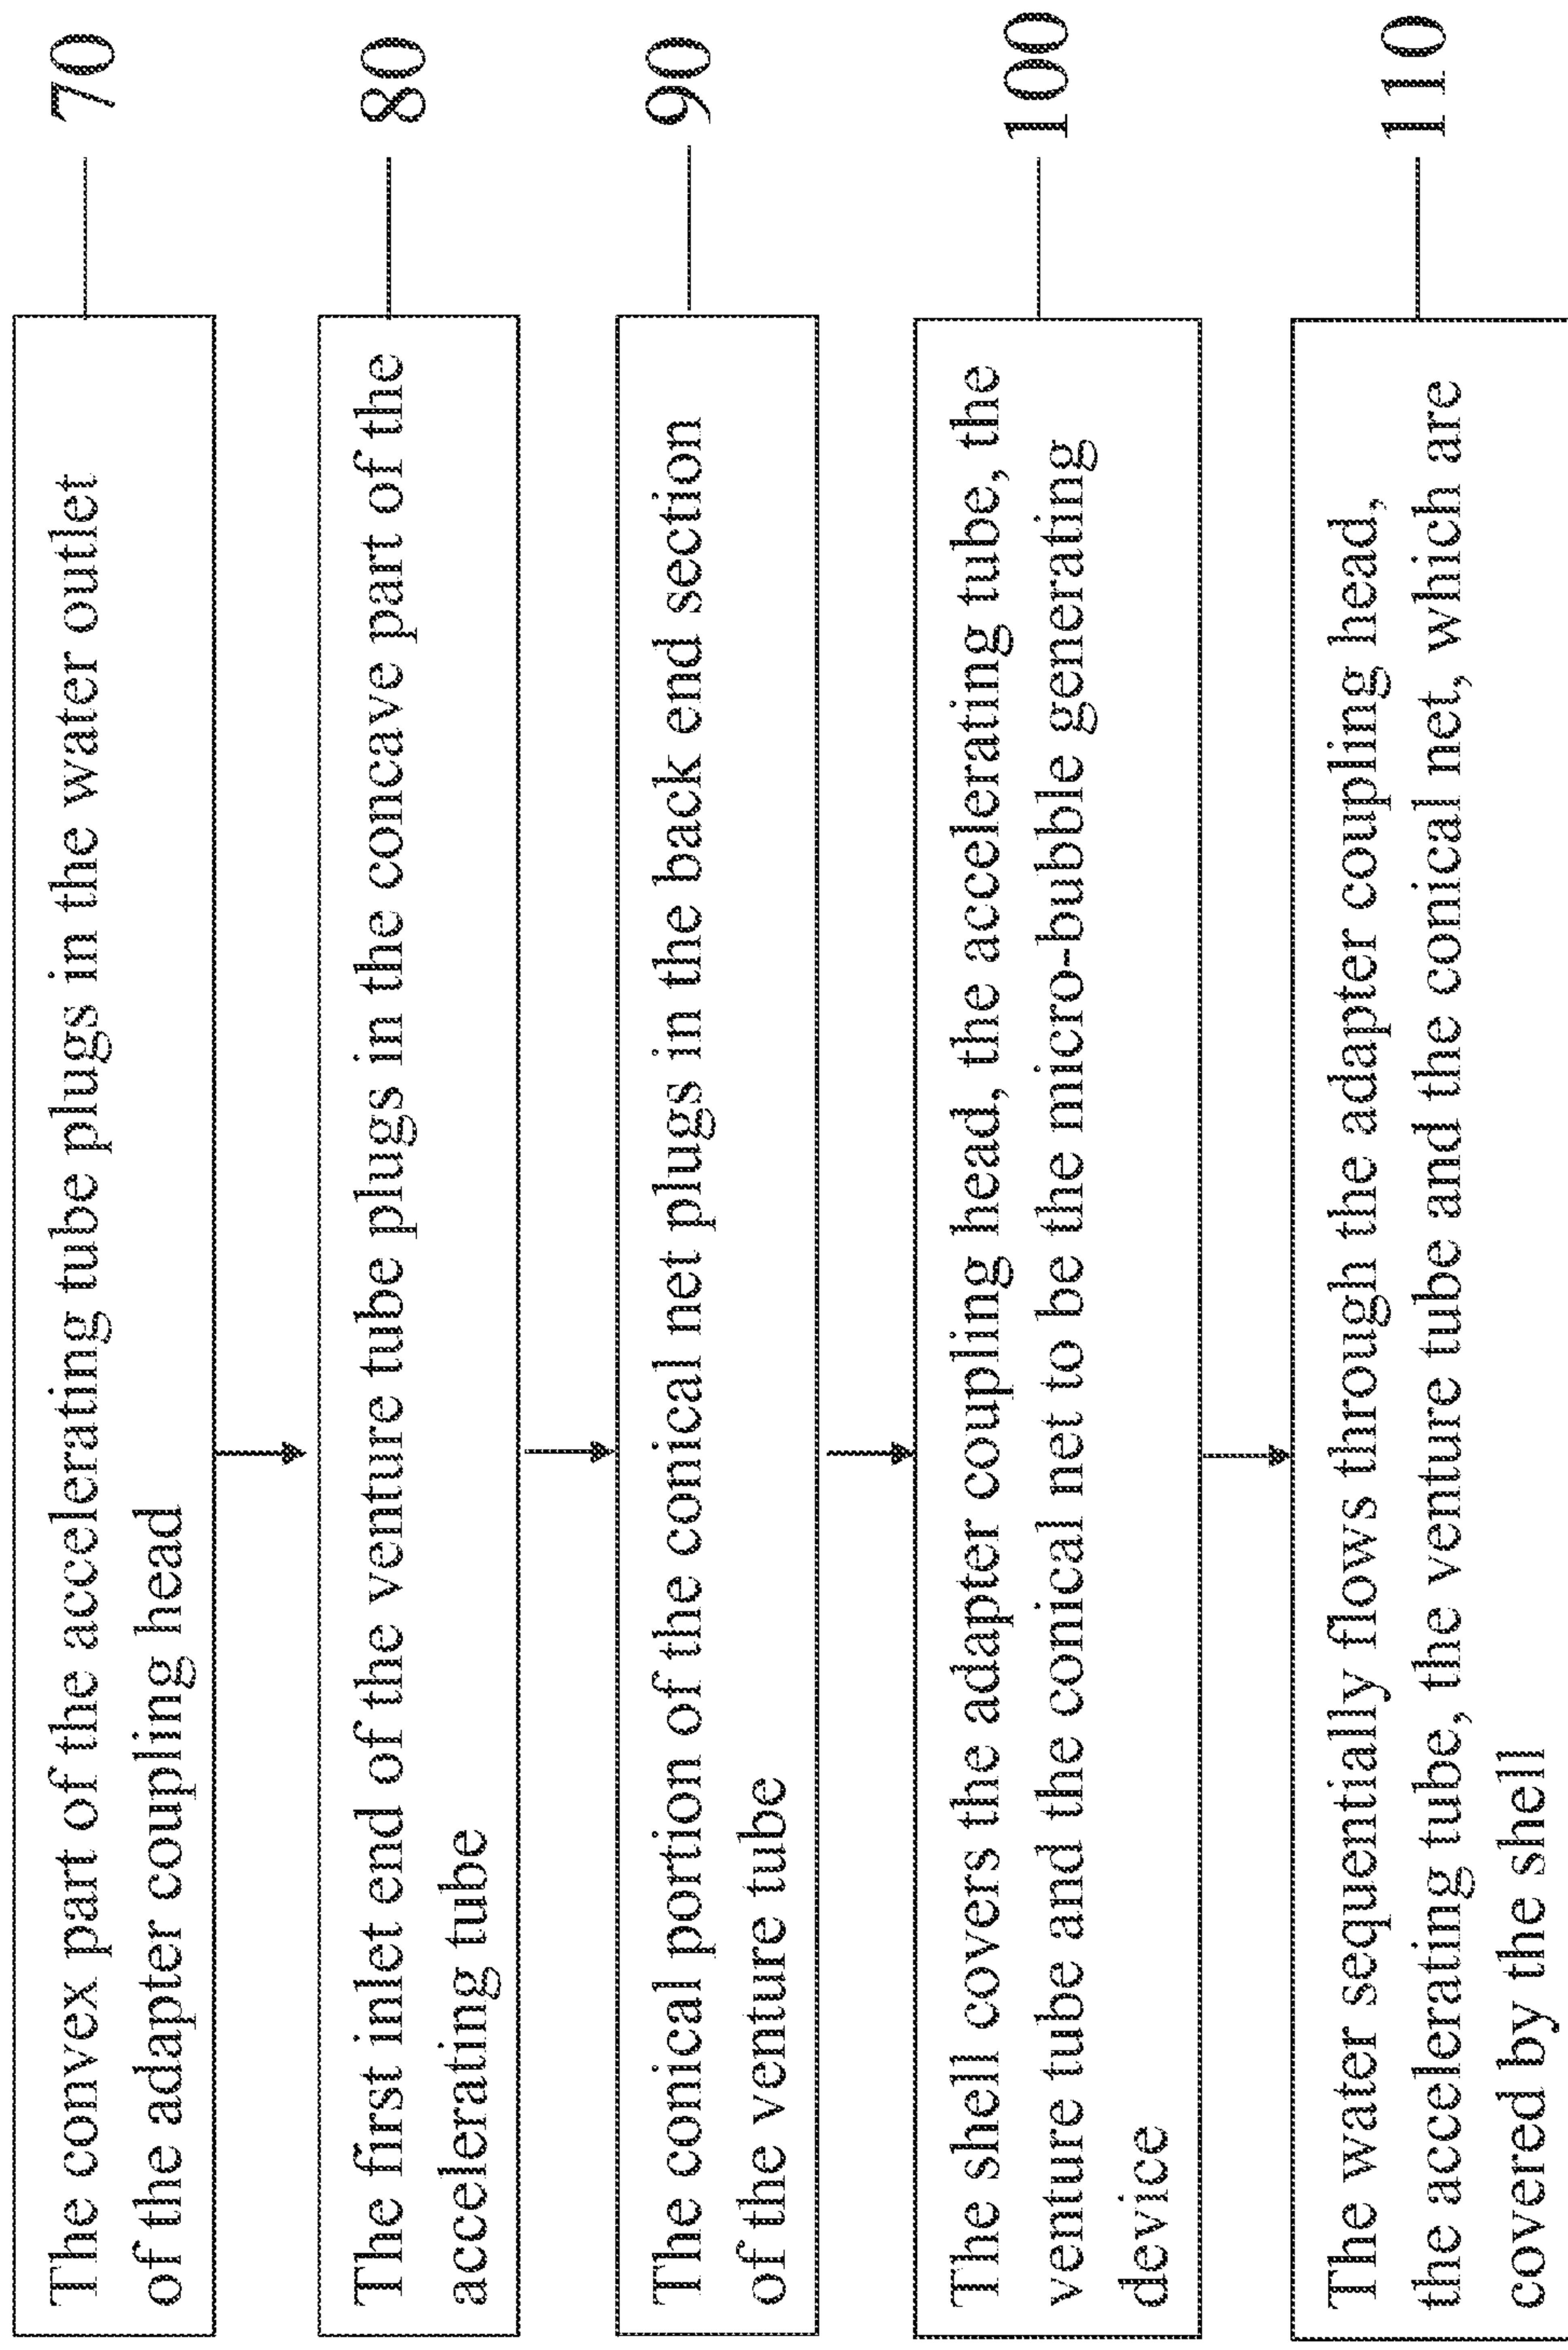 The convex part of the accelerating tube plugs in the water outlet
of the adapter coupling head
70
The first inlet end of the venture tube plugs in the concave part of the
accelerating tube
80
The conical portion of the conical net plugs in the back end section
of the venture tube
90
The shell covers the adapter coupling head, the accelerating tube, the
venture tube and the conical net to be the micro-bubble generating
device
100
The water sequentially flows through the adapter coupling head,
the accelerating tube, the venture tube and the conical net, which are
covered by the shell
110